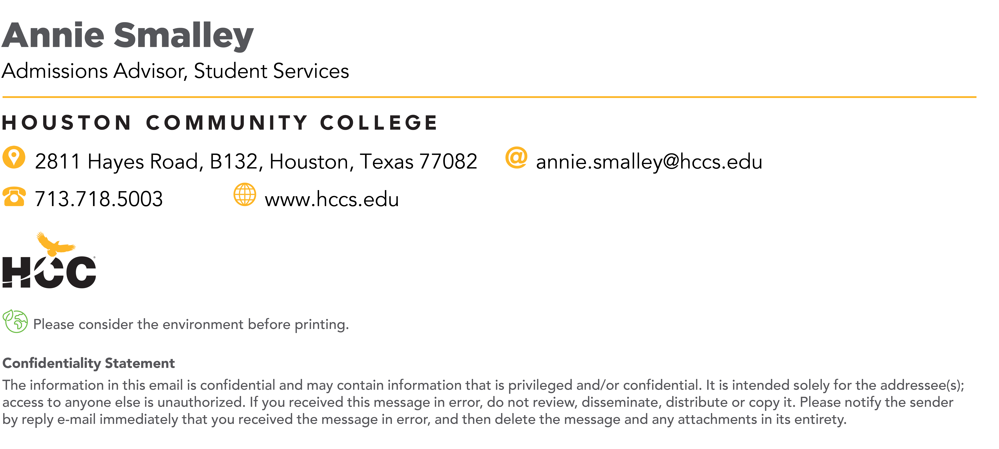 Annie Smalley
Admissions Advisor, Student Services
HOUSTON COMMUNITY COLLEGE
2811 Hayes Road, B132, Houston, Texas 77082 @ annie.smalley@hccs.edu
713.718.5003 www.hccs.edu
HCC®
Please consider the environment before printing.
Confidentiality Statement
The information in this email is confidential and may contain information that is privileged and/or confidential. It is intended solely for the addressee(s);
access to anyone else is unauthorized. If you received this message in error, do not review, disseminate, distribute or copy it. Please notify the sender
by reply e-mail immediately that you received the message in error, and then delete the message and any attachments in its entirety.